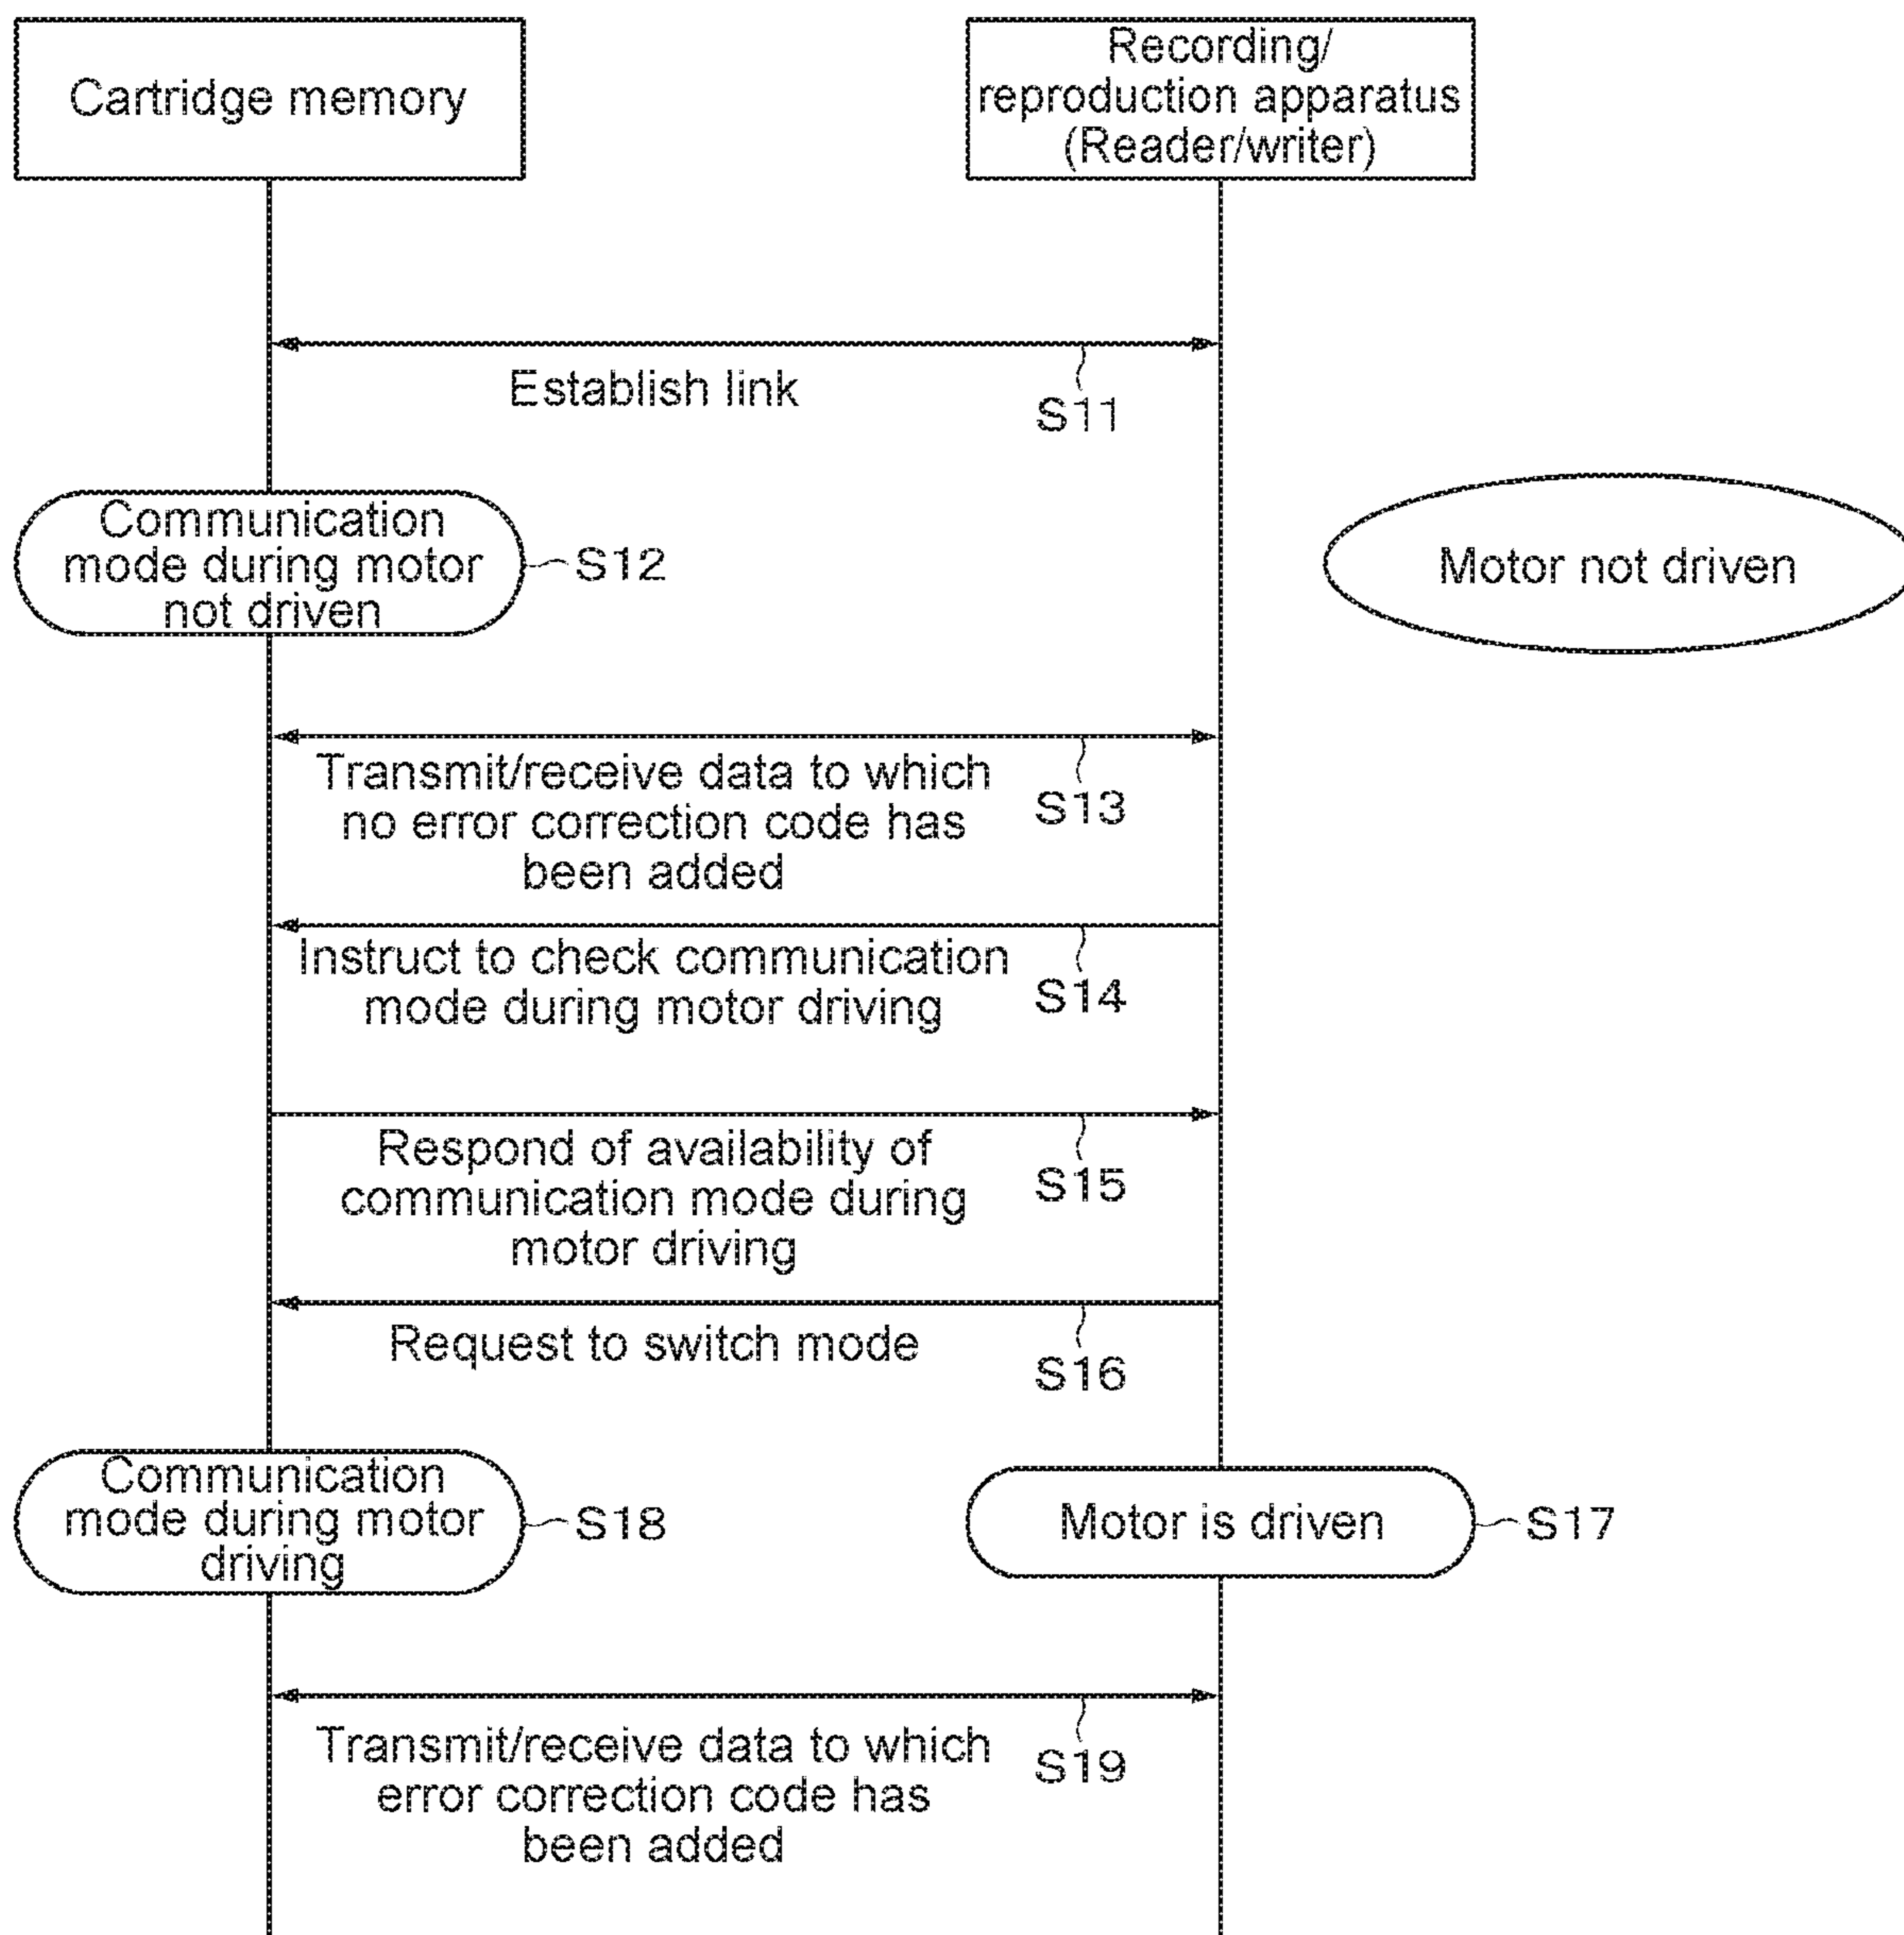 Cartridge memory
Recording/
reproduction apparatus
(Reader/writer)
Establish link
S11
Communication
mode during motor
not driven
S12
Motor not driven
Transmit/receive data to which
no error correction code has
been added
S13
Instruct to check communication
mode during motor driving
S14
Respond of availability of
communication mode during
motor driving
S15
Request to switch mode
S16
Communication
mode during motor
driving
S18
Motor is driven
S17
Transmit/receive data to which
error correction code has
been added
S19